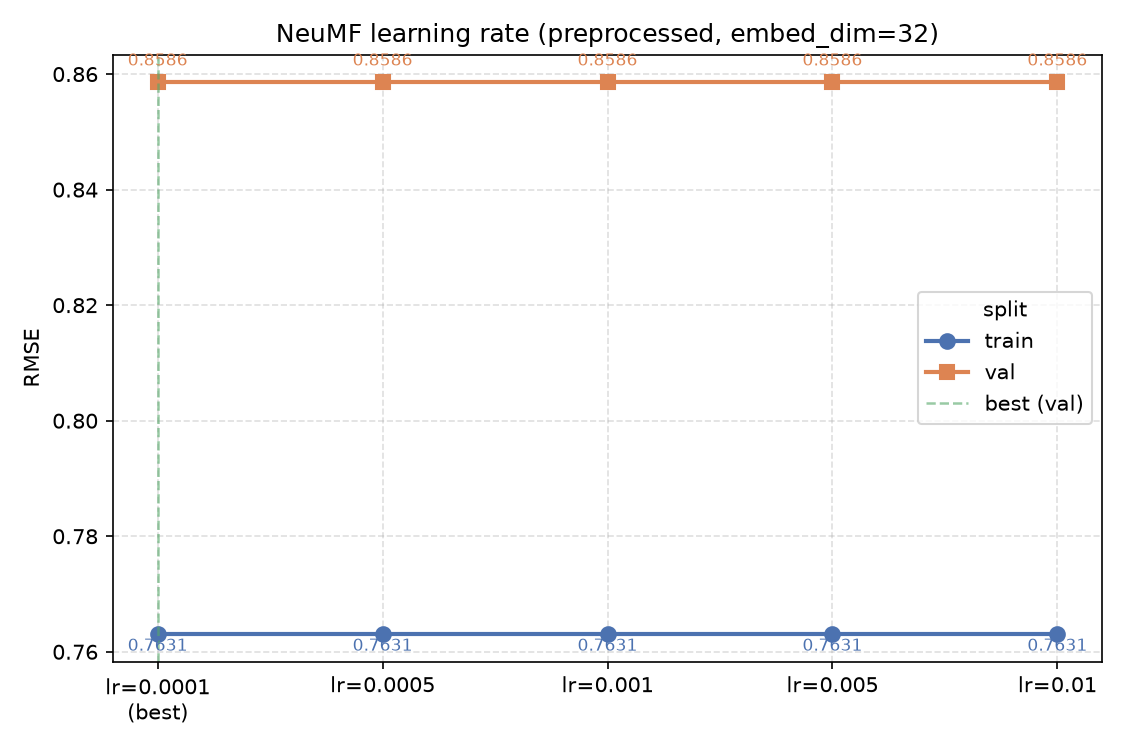 NeuMF learning rate (preprocessed, embed_dim=32)
0.8586 0.8586 0.8586 0.8586 0.8586
0.86
0.84
0.82
0.80
0.78
0.76
RMSE
split
train
val
best (val)
0.7631 0.7631 0.7631 0.7631 0.7631
lr=0.0001 lr=0.0005 lr=0.001 lr=0.005 lr=0.01
(best)